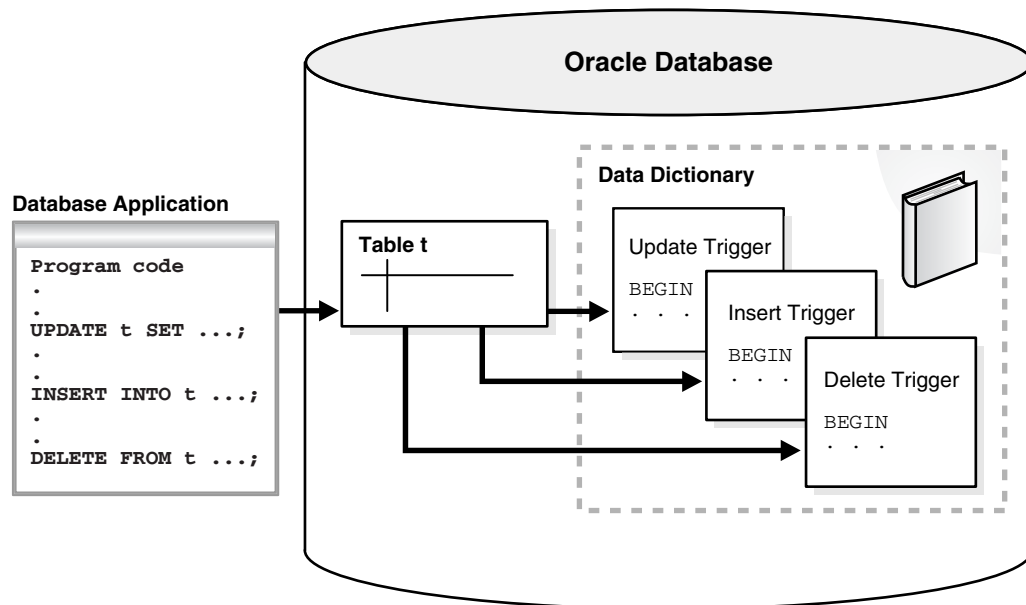 Oracle Database
Data Dictionary
Database Application
Program code
.
.
UPDATE t SET ...;
.
.
INSERT INTO t ...;
.
.
DELETE FROM t ...;
Table t
Update Trigger
BEGIN
. . .
Insert Trigger
BEGIN
. . .
Delete Trigger
BEGIN
. . .